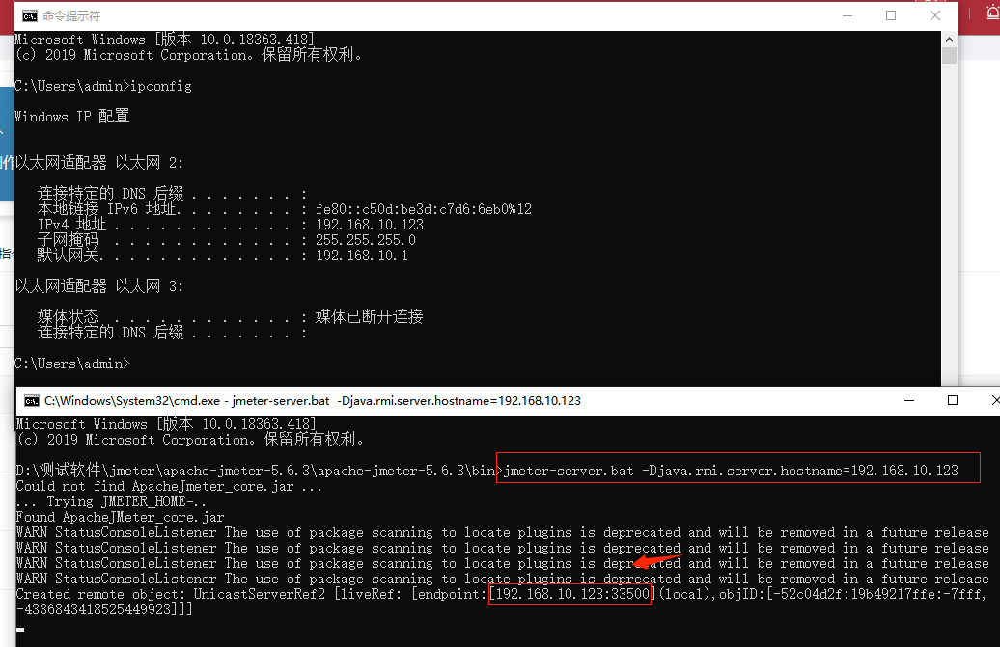 命令提示符
Microsoft Windows [版本 10.0.18363.418]
(c) 2019 Microsoft Corporation。保留所有权利。
C:\Users\admin>ipconfig
Windows IP 配置
以太网适配器 以太网 2:
连接特定的 DNS 后缀 . . . . . . . :
本地链接 IPv6 地址. . . . . . . . : fe80::c50d:be3d:c7d6:6eb0%12
IPv4 地址 . . . . . . . . . . . . : 192.168.10.123
子网掩码 . . . . . . . . . . . . : 255.255.255.0
默认网关. . . . . . . . . . . . . : 192.168.10.1
以太网适配器 以太网 3:
媒体状态 . . . . . . . . . . . . : 媒体已断开连接
连接特定的 DNS 后缀 . . . . . . . :
C:\Users\admin>
指
C:\Windows\System32\cmd.exe - jmeter-server.bat -Djava.rmi.server.hostname=192.168.10.123
Microsoft Windows [版本 10.0.18363.418]
(c) 2019 Microsoft Corporation。保留所有权利。
D:\测试软件\jmeter\apache-jmeter-5.6.3\apache-jmeter-5.6.3\bin>jmeter-server.bat -Djava.rmi.server.hostname=192.168.10.123
Could not find ApacheJmeter_core.jar ...
... Trying JMETER_HOME=..
Found ApacheJMeter_core.jar
WARN StatusConsoleListener The use of package scanning to locate plugins is deprecated and will be removed in a future release
WARN StatusConsoleListener The use of package scanning to locate plugins is deprecated and will be removed in a future release
WARN StatusConsoleListener The use of package scanning to locate plugins is deprecated and will be removed in a future release
WARN StatusConsoleListener The use of package scanning to locate plugins is deprecated and will be removed in a future release
Created remote object: UnicastServerRef2 [liveRef: [endpoint:[192.168.10.123:33500](local),objID:[-52c04d2f:19b49217ffe:-7fff,
-4336843418525449923]]]